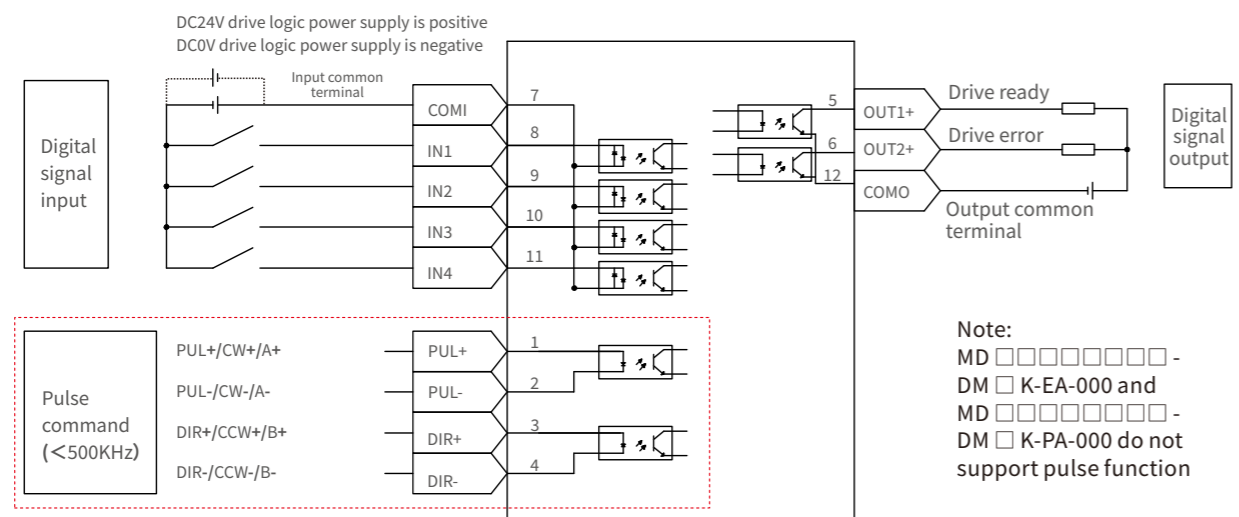 DC24V drive logic power supply is positive
DC0V drive logic power supply is negative
Digital
signal
input
Input common
terminal
COMI
7
IN1
8
IN2
9
IN3
10
IN4
11
5
OUT1+
Drive ready
6
OUT2+
Drive error
12
COMO
Output common
terminal
Digital
signal
output
Pulse
command
(<500KHz)
PUL+/CW+/A+
PUL+
1
PUL-/CW-/A-
PUL-
2
DIR+/CCW+/B+
DIR+
3
DIR-/CCW-/B-
DIR-
4
Note:
MD □□□□□□□□ -
DM □ K-EA-000 and
MD □□□□□□□□ -
DM □ K-PA-000 do not
support pulse function